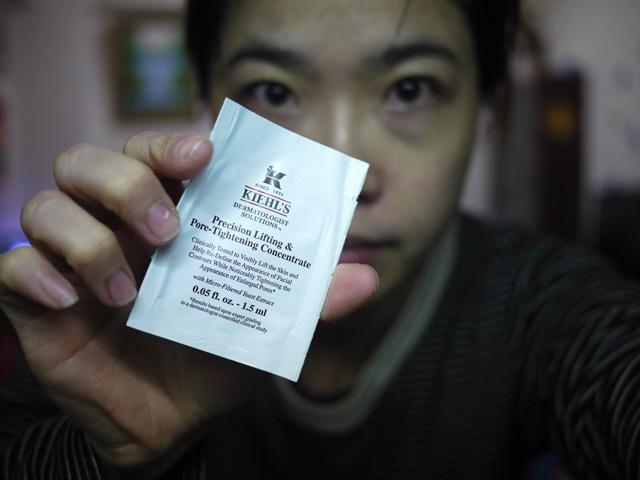 K
SINCE 1851
KIEHL'S
DERMATOLOGIST
SOLUTIONS™
Precision Lifting &
Pore-Tightening Concentrate
Clinically Tested to Visibly Lift the Skin and
Help Re-Define the Appearance of Facial
Contours While Noticeably Tightening the
Appearance of Enlarged Pores*
with Micro-Filtered Yeast Extract
0.05 fl. oz. - 1.5 ml
*Results based upon expert grading
in a dermatologist-controlled clinical study